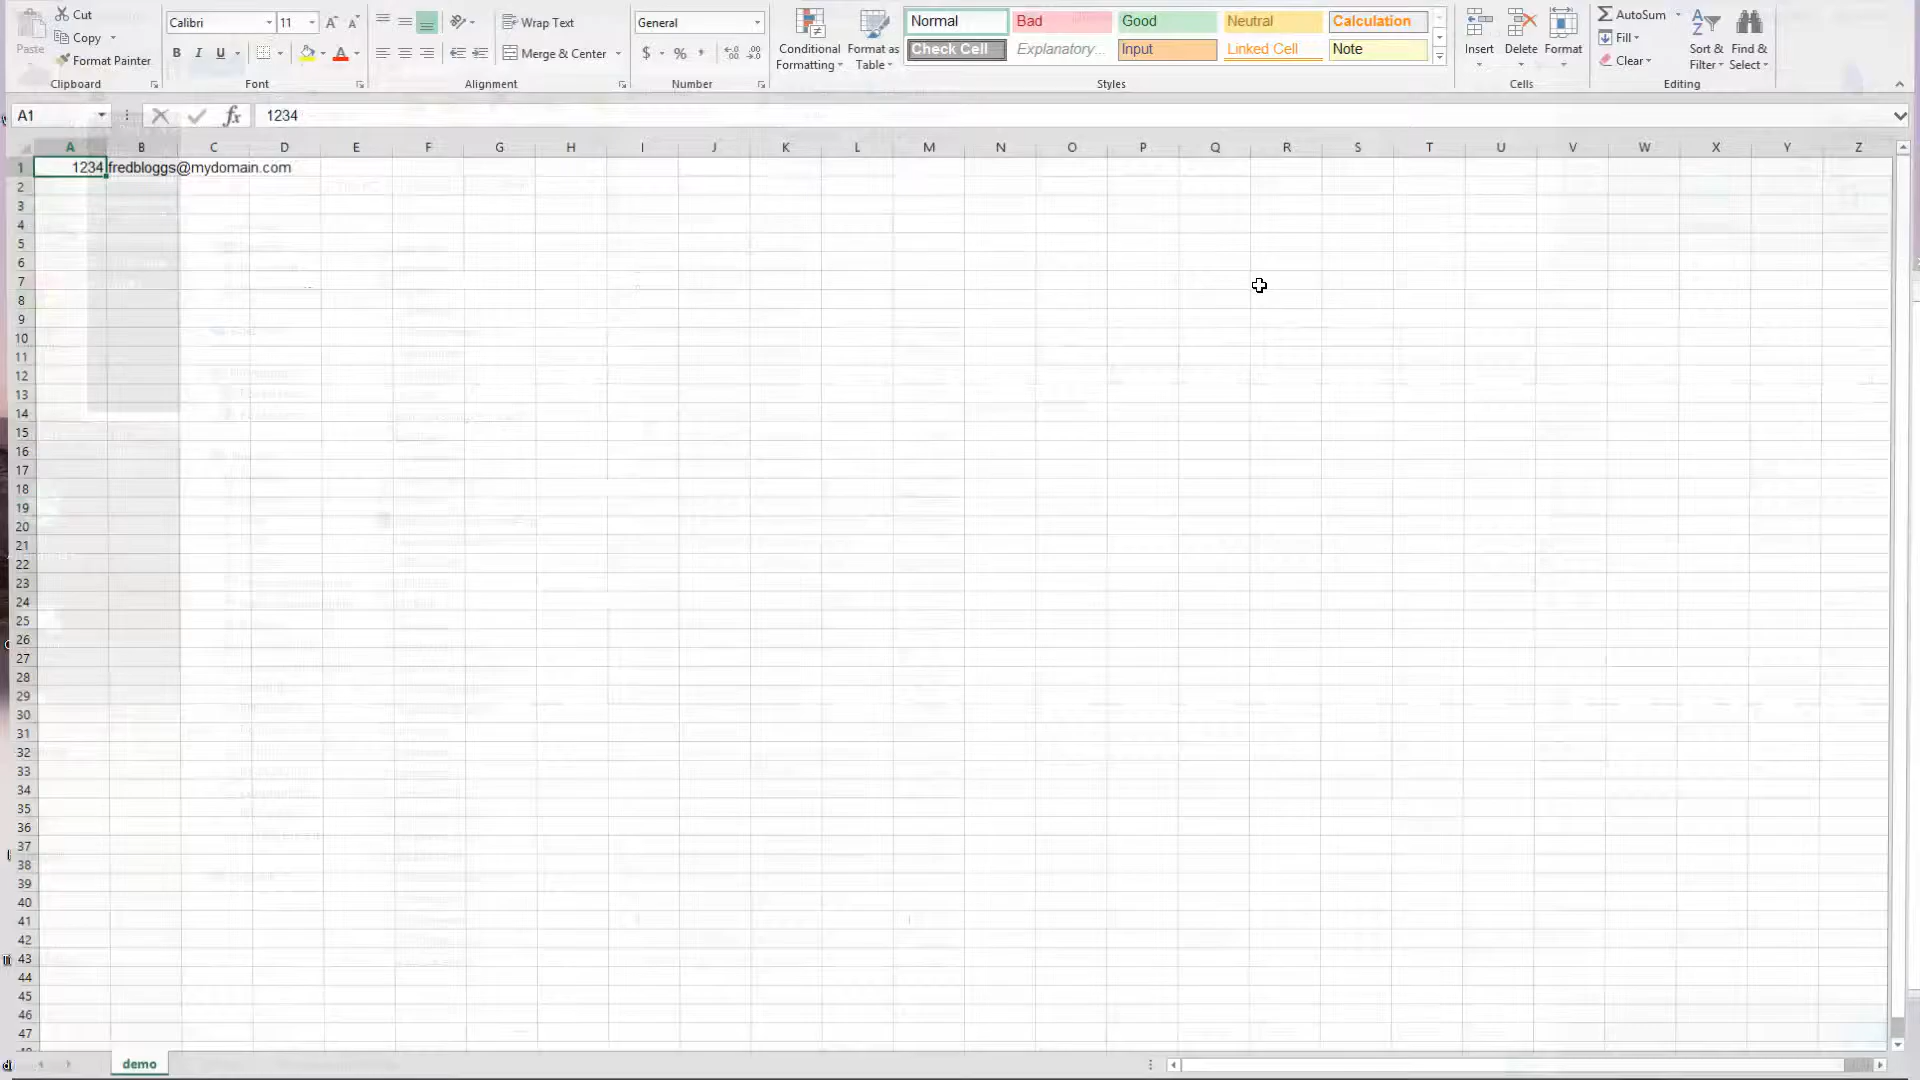 Cut
Calibri
11
Wrap Text
General
Normal
Bad
Good
Neutral
Calculation
AutoSum
Copy
Paste
Fill
Format Painter
B I U
Merge & Center
$ % ,
Conditional Formatting
Format as Table
Check Cell
Explanatory...
Input
Linked Cell
Note
Insert
Delete
Format
Sort & Filter
Find & Select
Clear
Clipboard
Font
Alignment
Number
Styles
Cells
Editing
A1
fx
1234
A B C D E F G H I J K L M N O P Q R S T U V W X Y Z
1 1234 fredbloggs@mydomain.com
2
3
4
5
6
7
8
9
10
11
12
13
14
15
16
17
18
19
20
21
22
23
24
25
26
27
28
29
30
31
32
33
34
35
36
37
38
39
40
41
42
43
44
45
46
47
demo